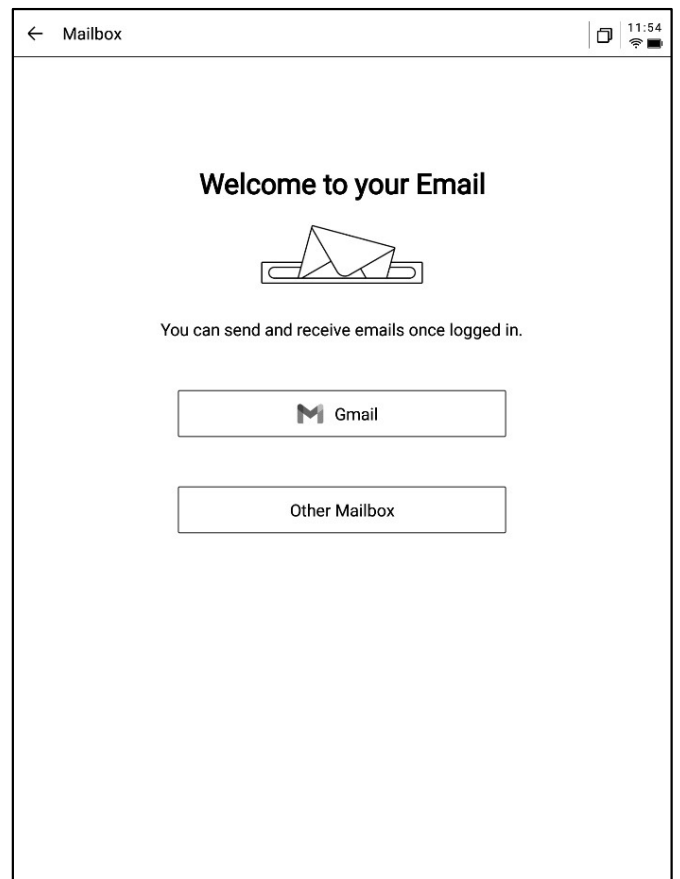 Mailbox
11:54
Welcome to your Email
You can send and receive emails once logged in.
Gmail
Other Mailbox